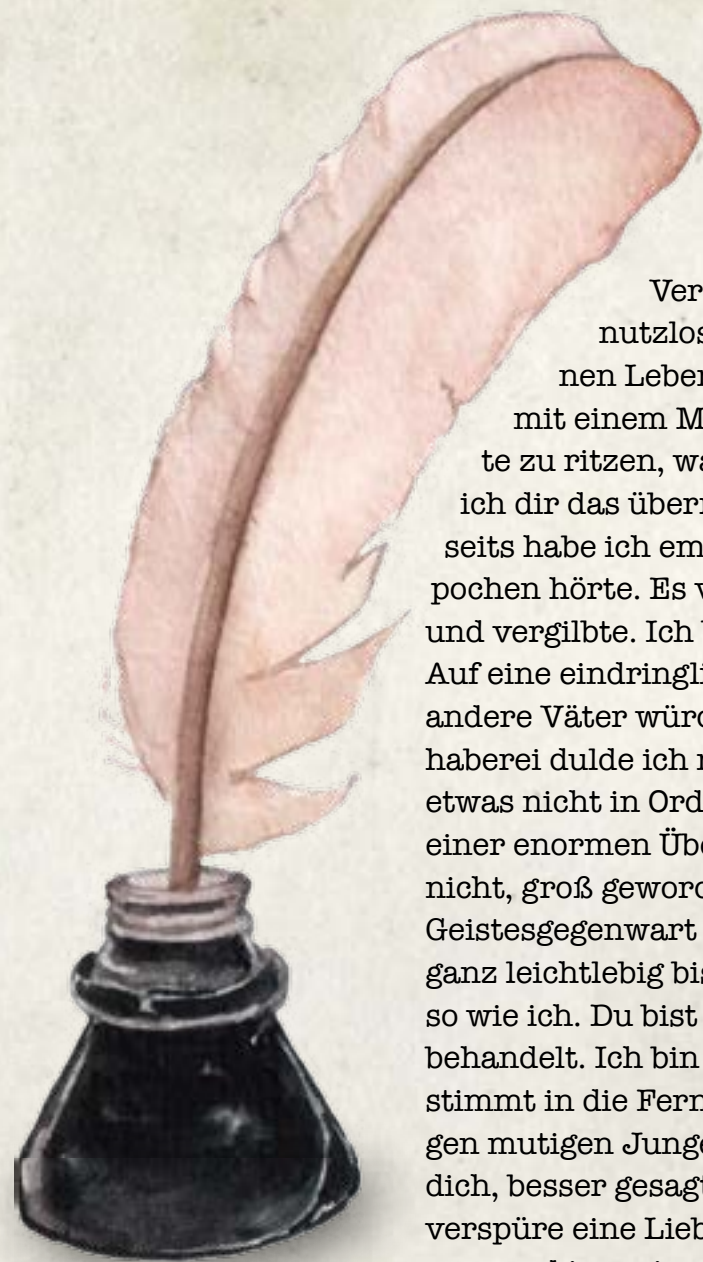 Ver
nutzlos
nen Leber
mit einem M
te zu ritzen, wa
ich dir das überr
seits habe ich em
pochen hörte. Es v
und vergilbte. Ich
Auf eine eindringli
andere Väter würd
haberei dulde ich
etwas nicht in Ord
einer enormen Übe
nicht, groß geword
Geistesgegenwart
ganz leichtlebig bis
so wie ich. Du bist
behandelt. Ich bin
stimmt in die Fern
gen mutigen Junge
dich, besser gesagt
verspüre eine Lieb